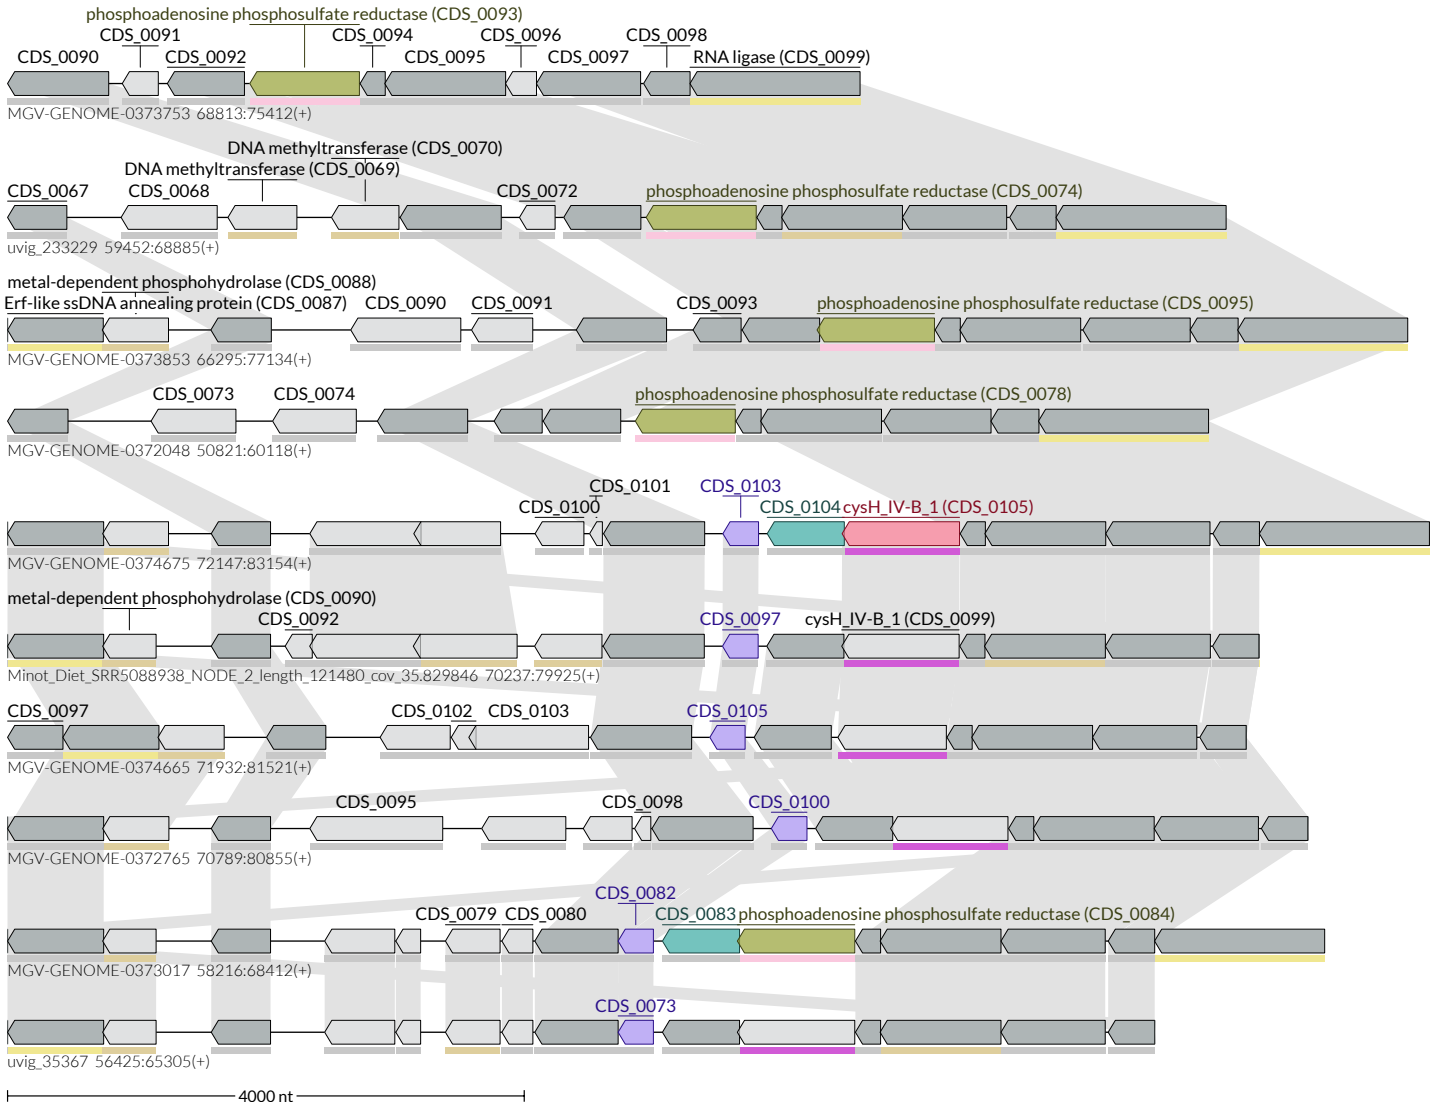 phosphoadenosine phosphosulfate reductase (CDS_0093)
CDS_0091 CDS_0094 CDS_0096 CDS_0098
CDS_0090 CDS_0092 CDS_0095 CDS_0097 RNA ligase (CDS_0099)
MGV-GENOME-0373753 68813:75412(+)
DNA methyltransferase (CDS_0070)
DNA methyltransferase (CDS_0069)
CDS_0067 CDS_0068 CDS_0072 phosphoadenosine phosphosulfate reductase (CDS_0074)
uvig_233229 59452:68885(+)
metal-dependent phosphohydrolase (CDS_0088)
Erf-like ssDNA annealing protein (CDS_0087) CDS_0090 CDS_0091 CDS_0093 phosphoadenosine phosphosulfate reductase (CDS_0095)
MGV-GENOME-0373853 66295:77134(+)
CDS_0073 CDS_0074 phosphoadenosine phosphosulfate reductase (CDS_0078)
MGV-GENOME-0372048 50821:60118(+)
CDS_0101 CDS_0103
CDS_0100 CDS_0104 cysH_IV-B_1 (CDS_0105)
MGV-GENOME-0374675 72147:83154(+)
metal-dependent phosphohydrolase (CDS_0090)
CDS_0092 CDS_0097 cysH_IV-B_1 (CDS_0099)
Minot_Diet_SRR5088938_NODE_2_length_121480_cov_35.829846 70237:79925(+)
CDS_0097 CDS_0102 CDS_0103 CDS_0105
MGV-GENOME-0374665 71932:81521(+)
CDS_0095 CDS_0098 CDS_0100
MGV-GENOME-0372765 70789:80855(+)
CDS_0082
CDS_0079 CDS_0080 CDS_0083 phosphoadenosine phosphosulfate reductase (CDS_0084)
MGV-GENOME-0373017 58216:68412(+)
CDS_0073
uvig_35367 56425:65305(+)
4000 nt